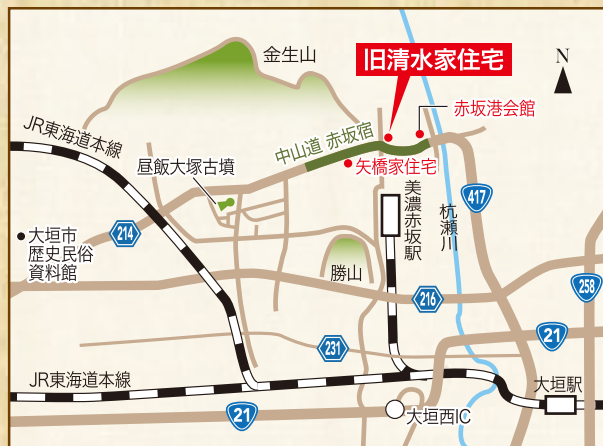 金生山
旧清水家住宅
N
赤坂港会館
JR東海道本線
中山道 赤坂宿
昼飯大塚古墳
矢橋家住宅
417
美濃赤坂駅
杭瀬川
214
大垣市
歴史民俗
資料館
勝山
216
258
21
231
JR東海道本線
大垣駅
21
大垣西IC